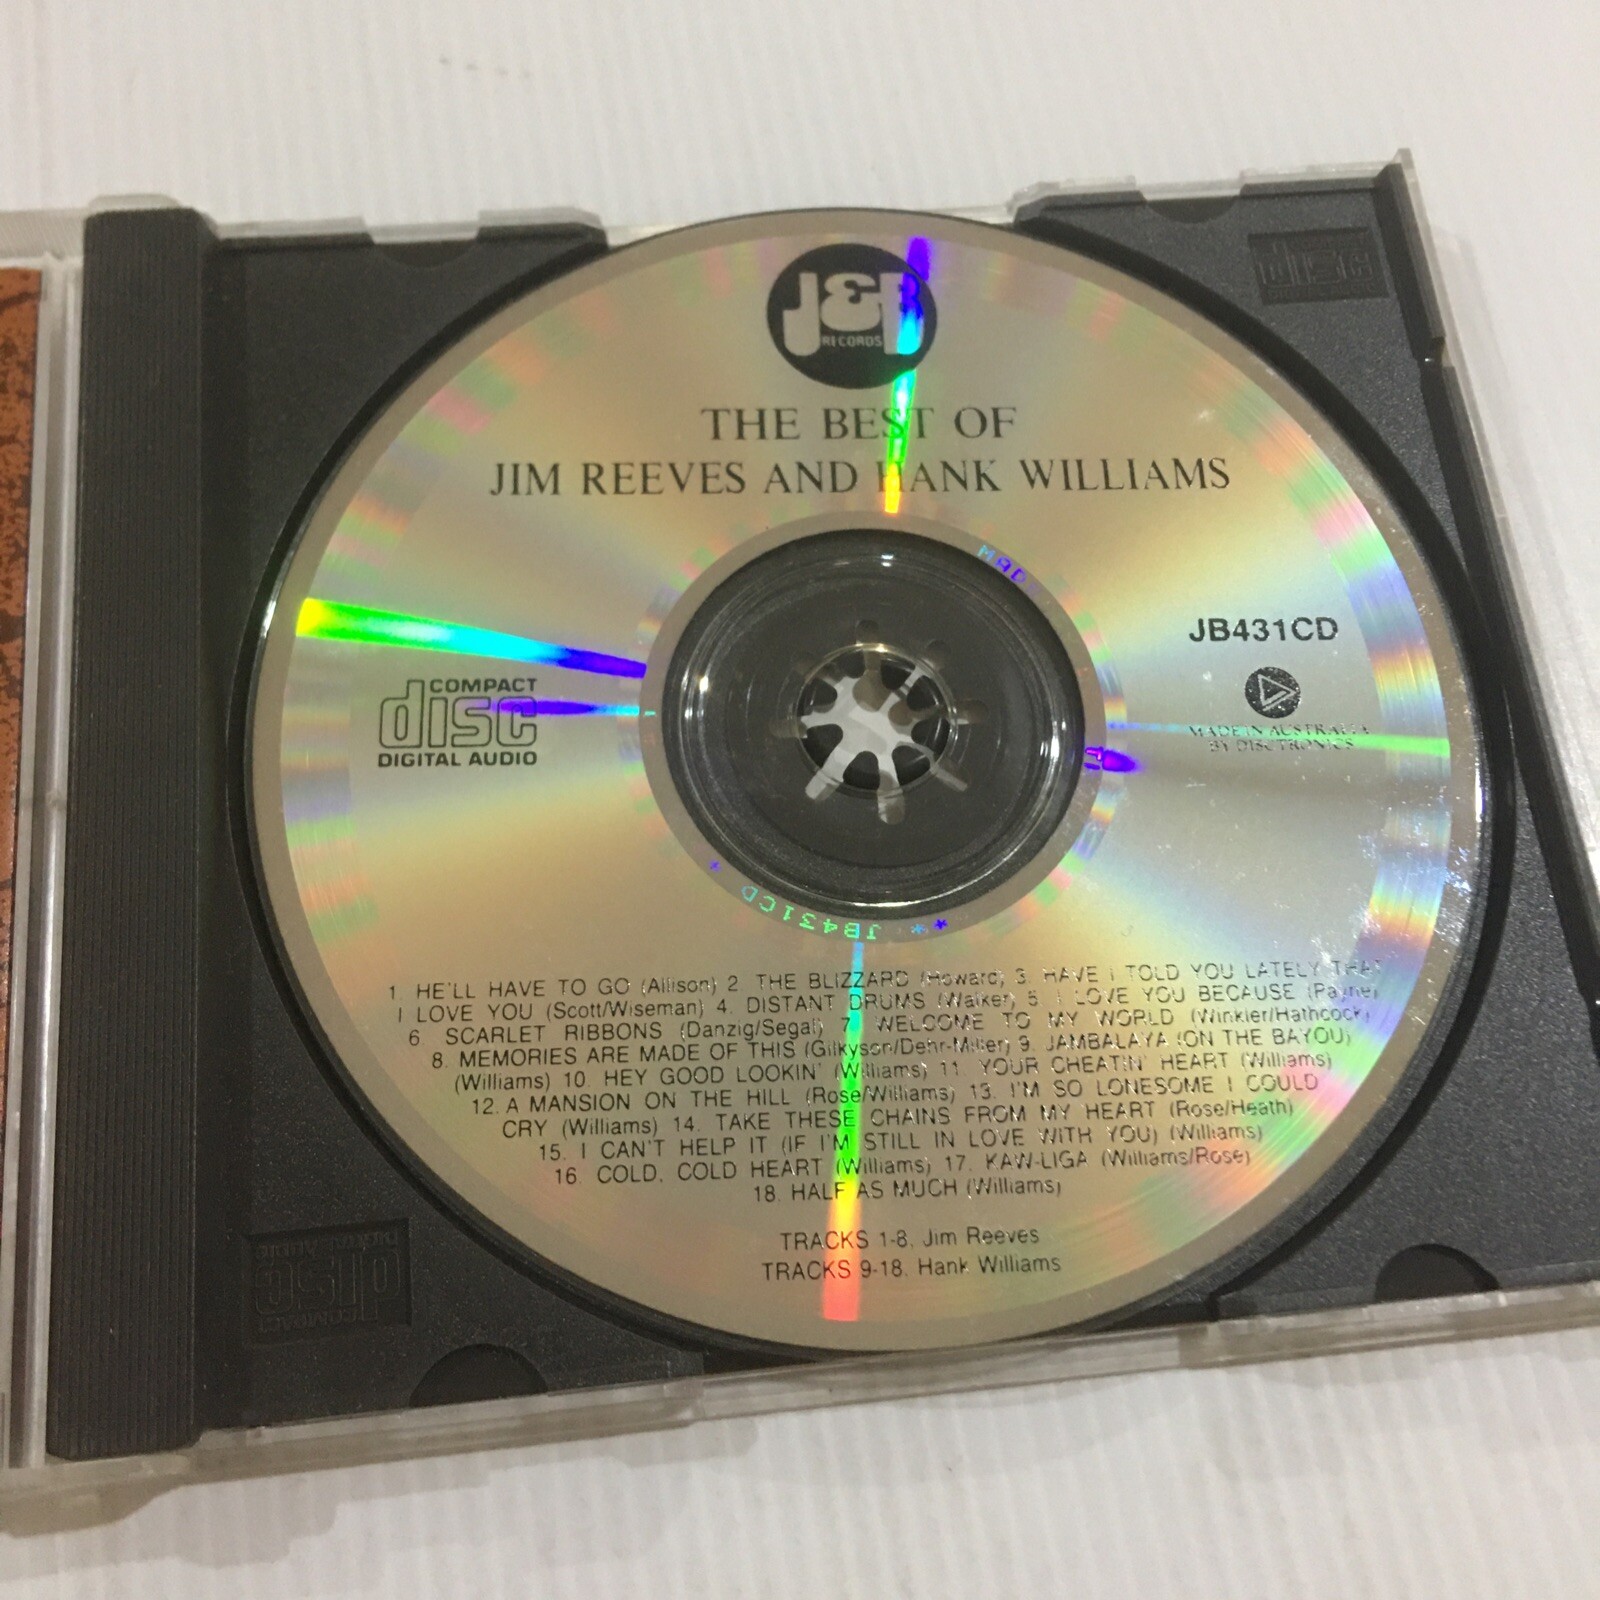 J&B
RECORDS
THE BEST OF
JIM REEVES AND HANK WILLIAMS
MAD
JB431CD
COMPACT
disc
DIGITAL AUDIO
MADE IN AUSTRALIA
BY DISCTRONICS
* JB431CD **
1. HE'LL HAVE TO GO (Allison) 2. THE BLIZZARD (Howard) 3. HAVE I TOLD YOU LATELY THAT
I LOVE YOU (Scott/Wiseman) 4. DISTANT DRUMS (Walker) 5. I LOVE YOU BECAUSE (Payne)
6 SCARLET RIBBONS (Danzig/Segal) 7. WELCOME TO MY WORLD (Winkler/Hathcock)
8. MEMORIES ARE MADE OF THIS (Gilkyson/Dehr-Miller) 9. JAMBALAYA (ON THE BAYOU)
(Williams) 10. HEY GOOD LOOKIN' (Williams) 11. YOUR CHEATIN' HEART (Williams)
12. A MANSION ON THE HILL (Rose/Williams) 13. I'M SO LONESOME I COULD
CRY (Williams) 14. TAKE THESE CHAINS FROM MY HEART (Rose/Heath)
15. I CAN'T HELP IT (IF I'M STILL IN LOVE WITH YOU) (Williams)
16. COLD, COLD HEART (Williams) 17. KAW-LIGA (Williams/Rose)
18. HALF AS MUCH (Williams)
TRACKS 1-8, Jim Reeves
TRACKS 9-18, Hank Williams
disc
COMPACT
disc
DIGITAL AUDIO